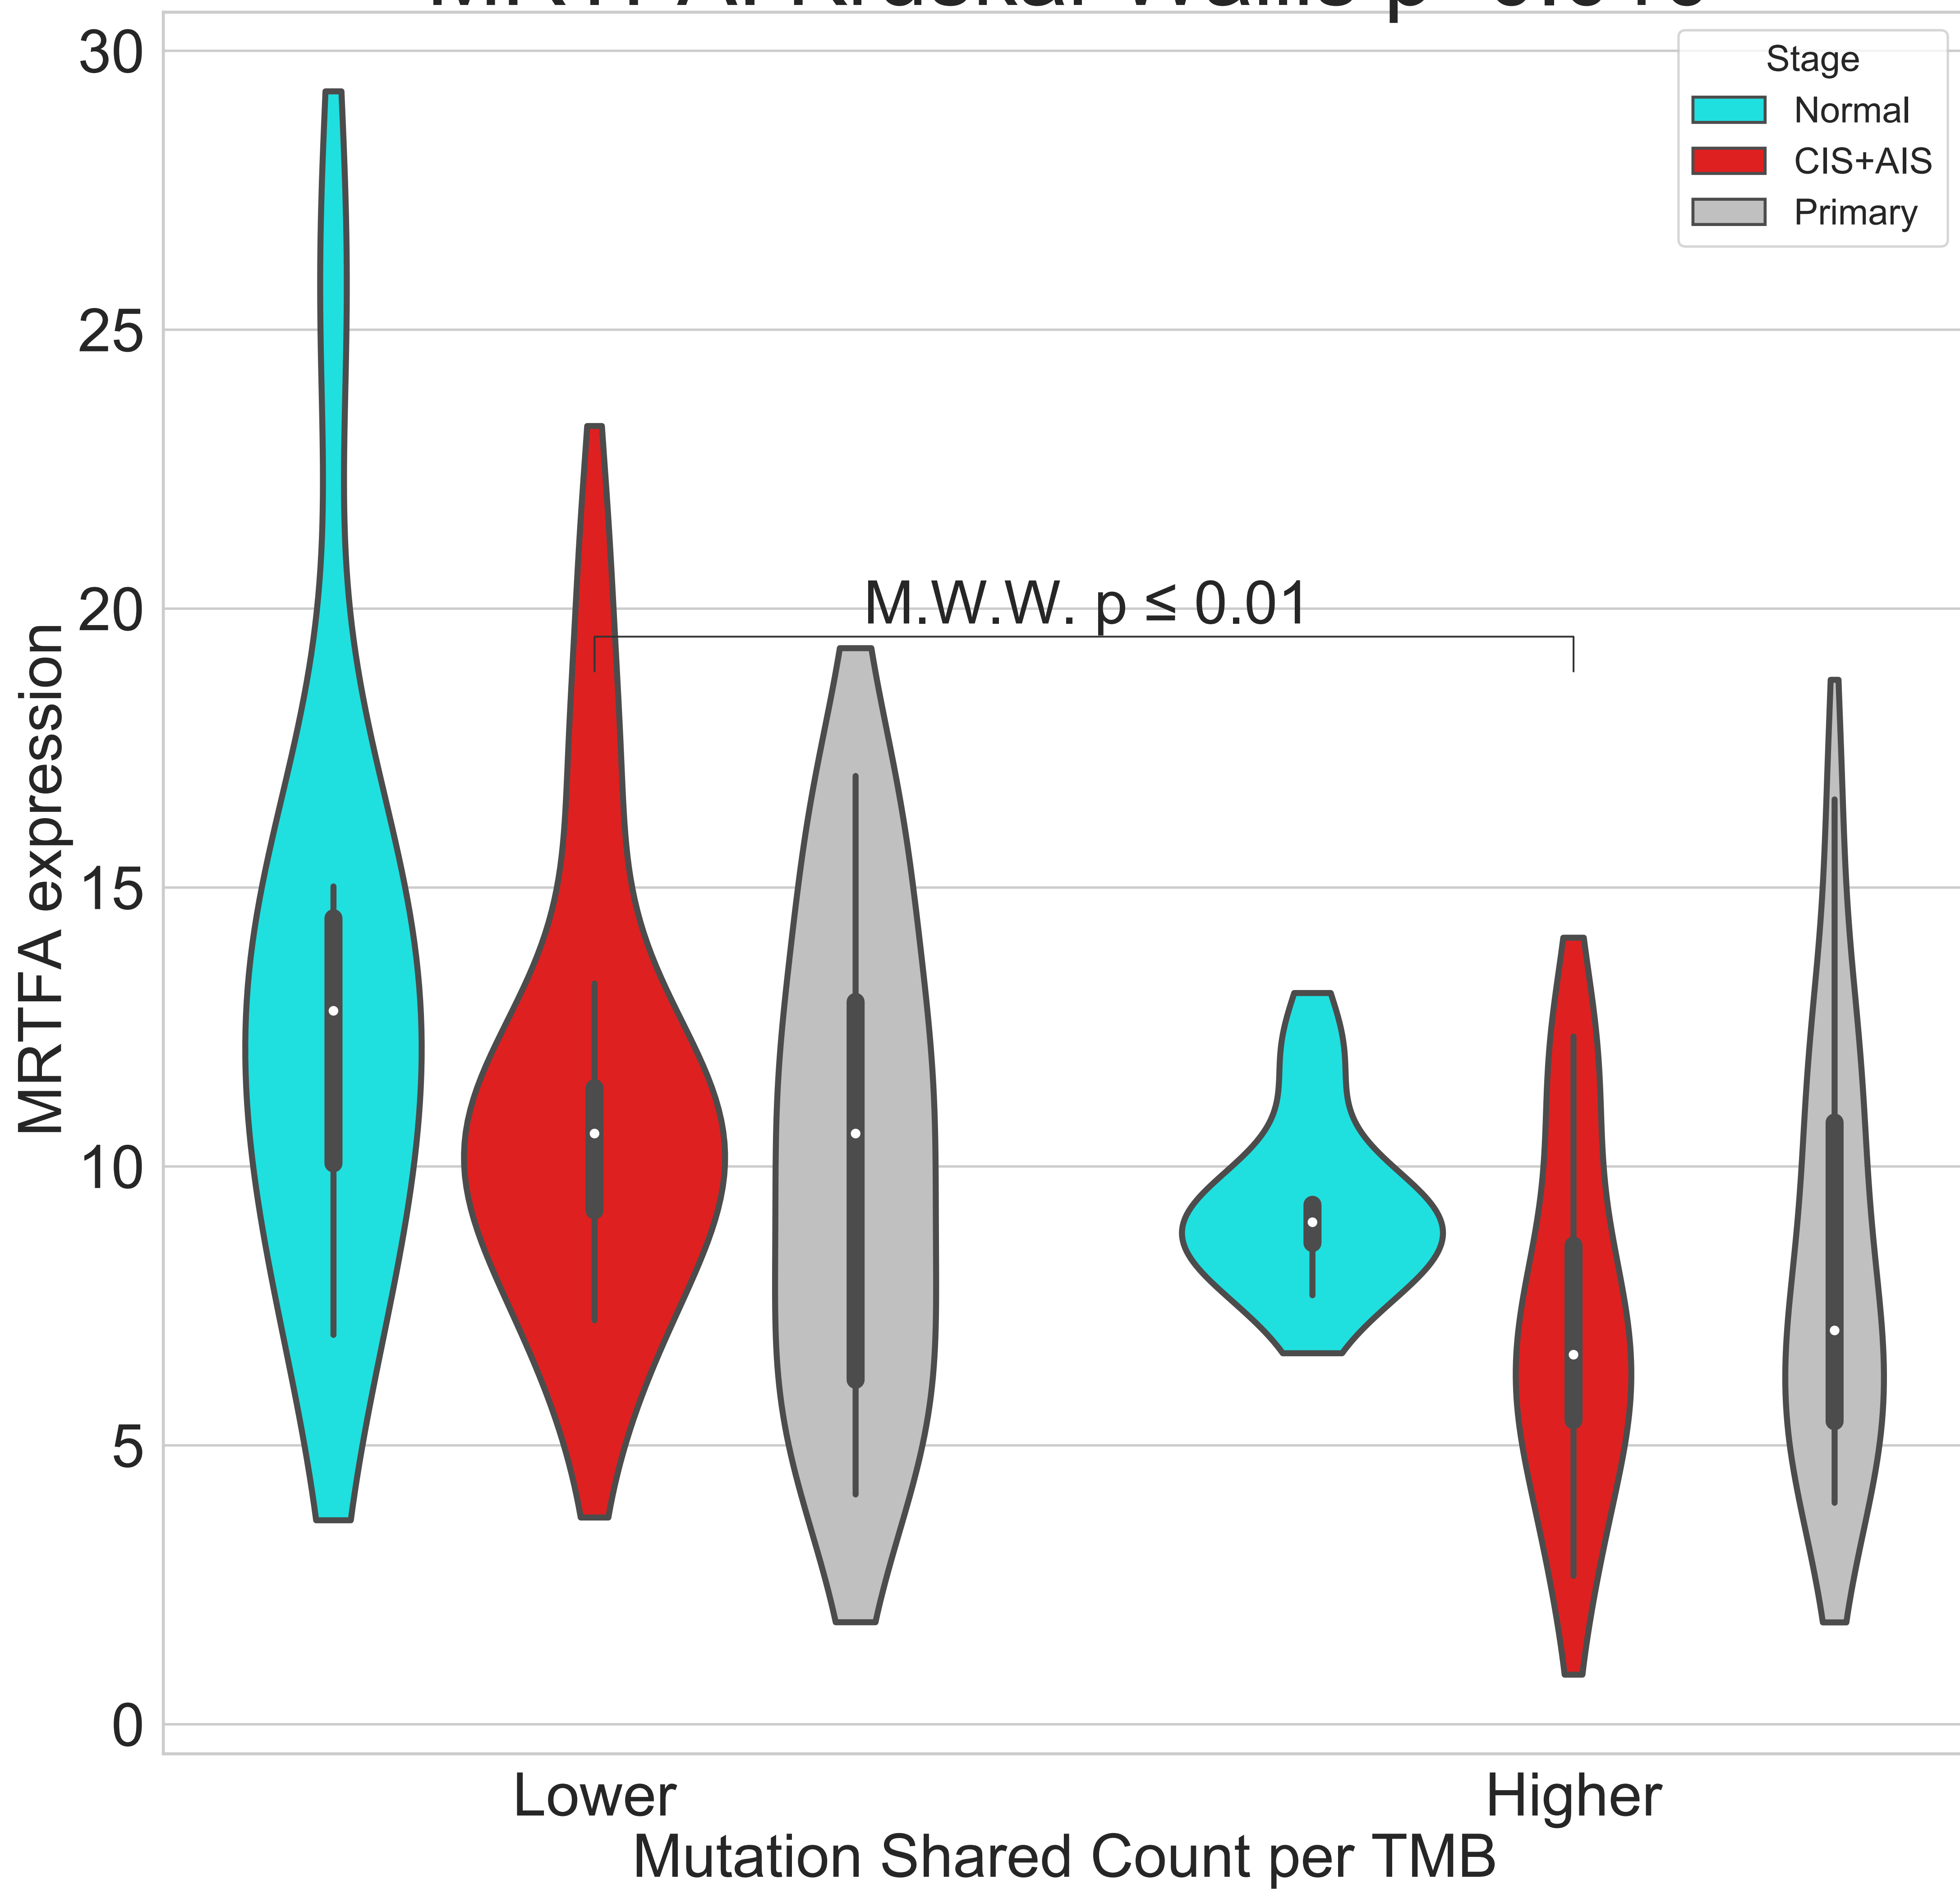 30
25
20
15
10
5
0
MRTFA expression
Stage
Normal
CIS+AIS
Primary
M.W.W. p ≤ 0.01
Lower
Higher
Mutation Shared Count per TMB